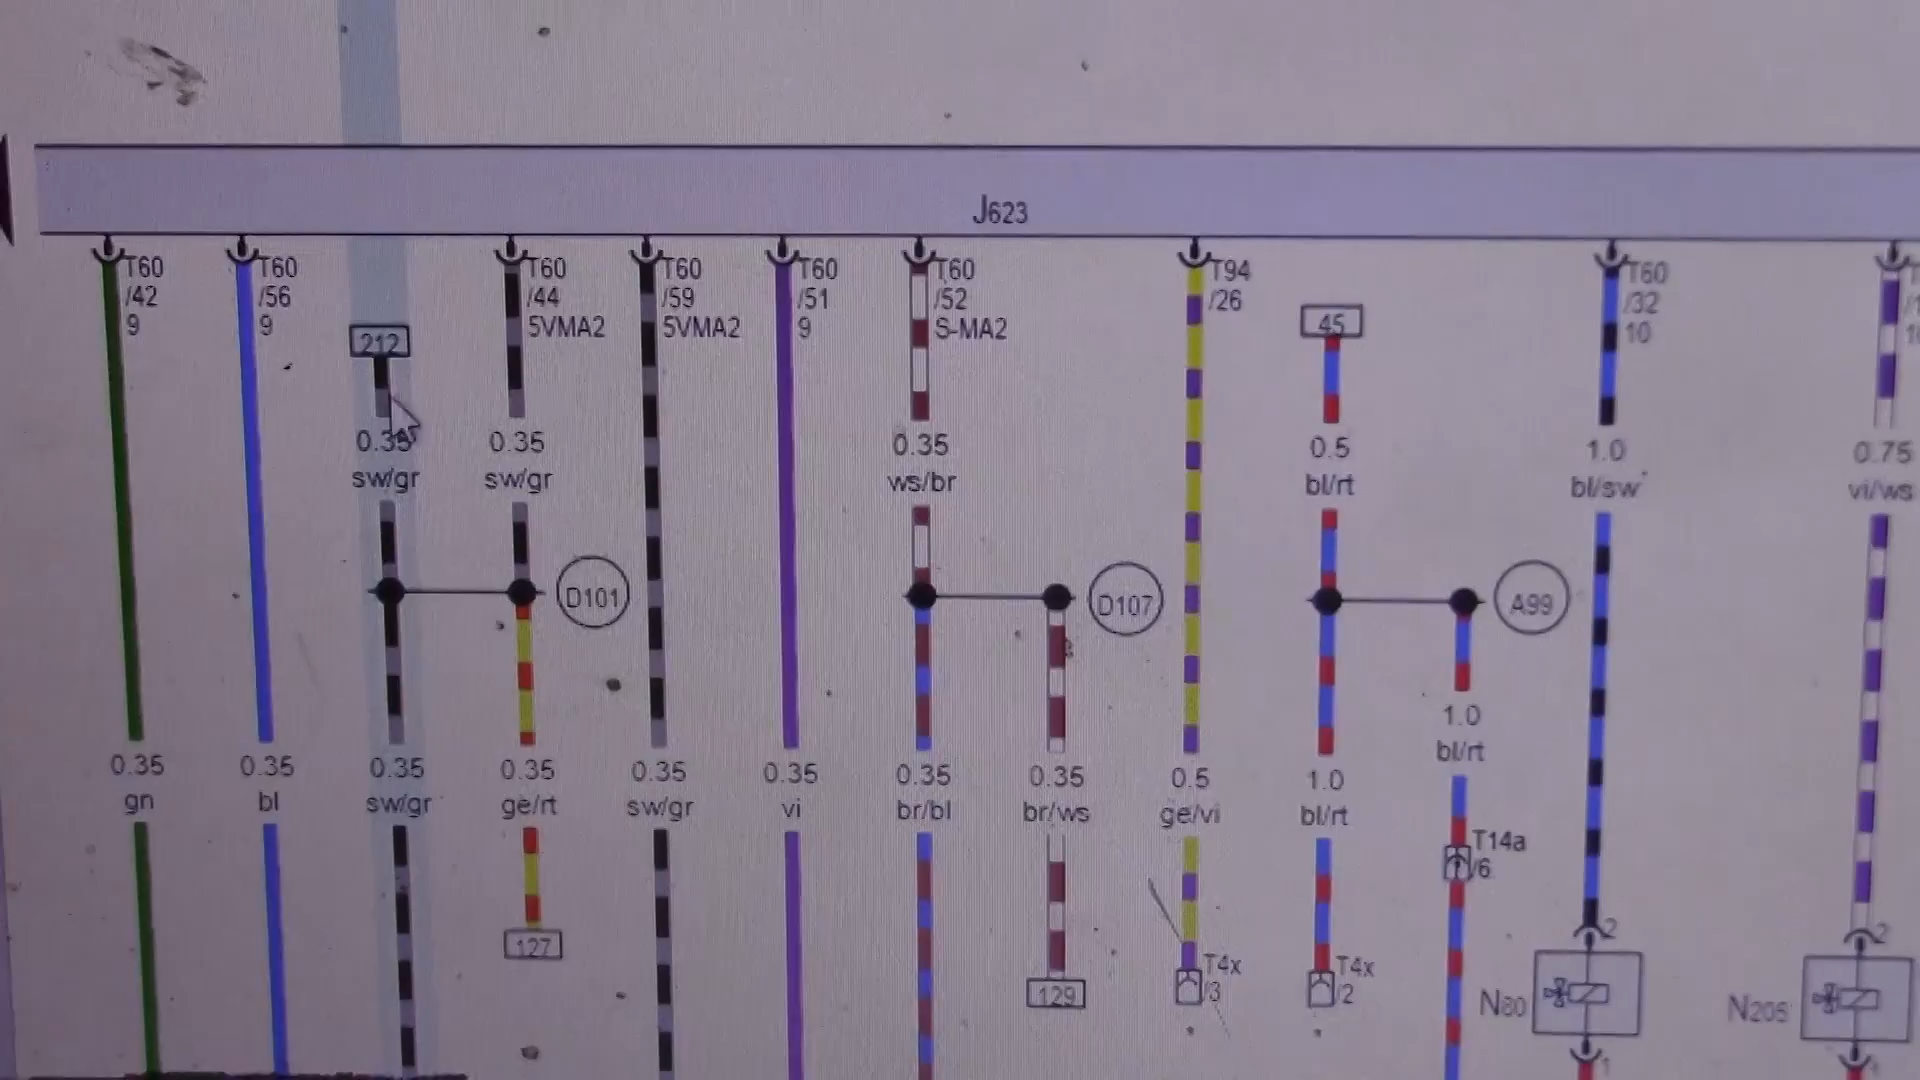 J623
T60
/42
9
T60
/56
9
212
T60
/44
5VMA2
T60
/59
5VMA2
T60
/51
9
T60
/52
S-MA2
T94
/26
45
T60
/32
10
0.35
sw/gr
0.35
sw/gr
0.35
ws/br
0.5
bl/rt
1.0
bl/sw
0.75
vi/ws
D101
D107
A99
0.35
gn
0.35
bl
0.35
sw/gr
0.35
ge/rt
0.35
sw/gr
0.35
vi
0.35
br/bl
0.35
br/ws
0.5
ge/vi
1.0
bl/rt
1.0
bl/rt
T14a
/6
127
129
T4x
/3
T4x
/2
2
N80
1
2
N205
1